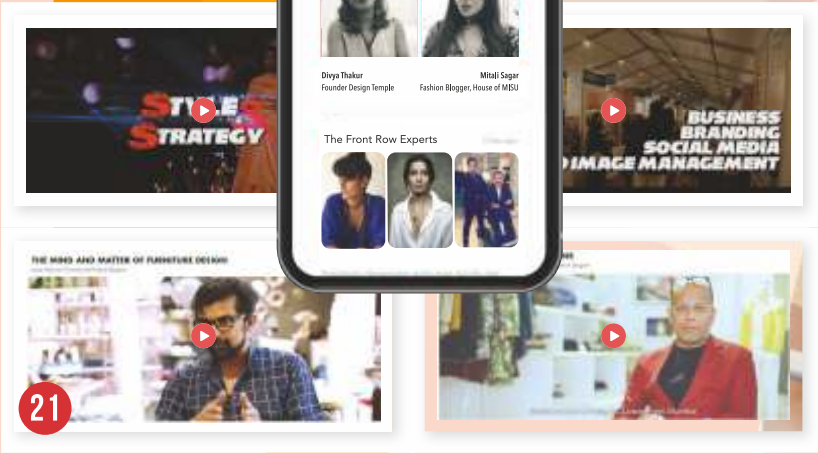 Divya Thakur
Founder Design Temple
Mitali Sagar
Fashion Blogger, House of MISU
STYLE
STRATEGY
BUSINESS
BRANDING
SOCIAL MEDIA
IMAGE MANAGEMENT
The Front Row Experts
THE MIND AND MATTER OF FURNITURE DESIGN!
21